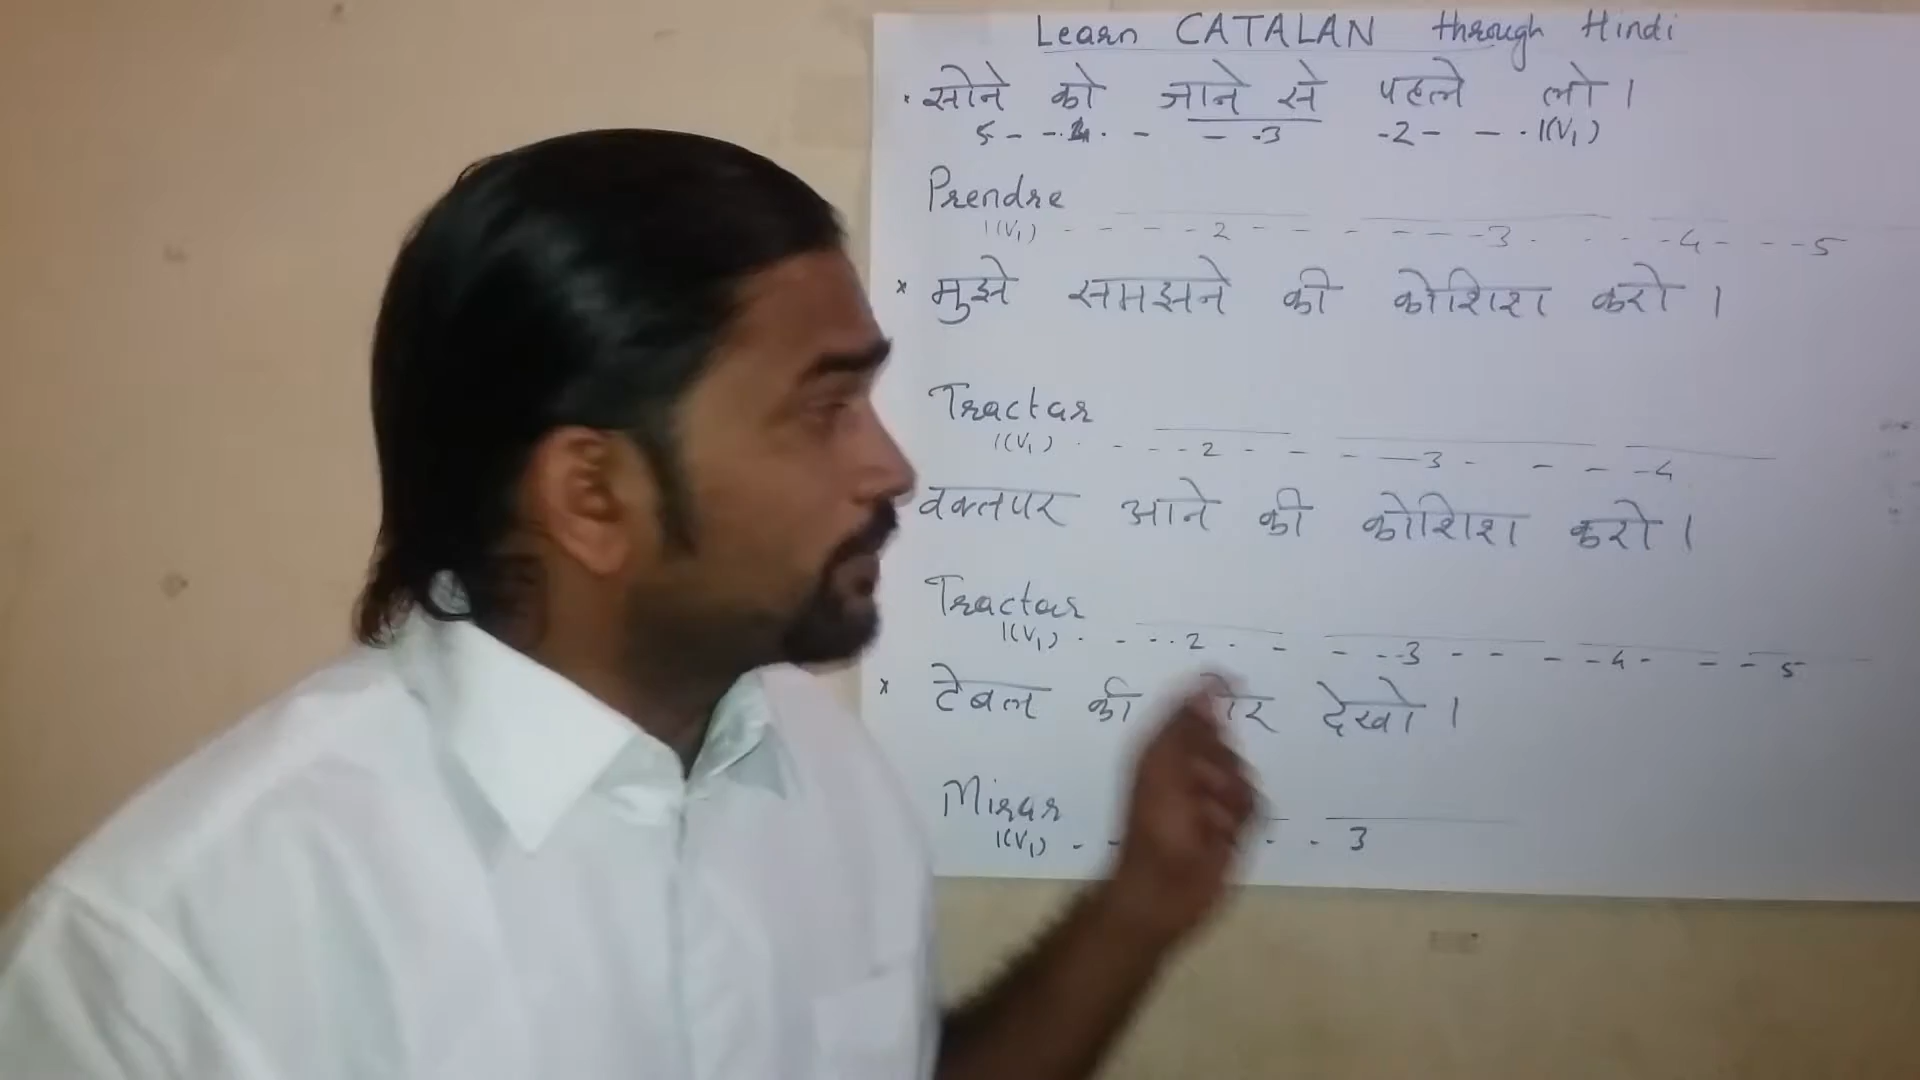 Learn CATALAN through Hindi
· सोने को जाने से पहले लो ।
5 - - · 4 · - - - 3 - 2 - - · 1(V₁)
Prendre
1(V₁) - - - - 2 - - - - - - 3 · · · - 4 - - - 5
x मुझे समझने की कोशिश करो ।
Tractar
1(V₁) · - - - 2 - - - — 3 - - - - 4
वक्तपर आने की कोशिश करो ।
Tractar
1(V₁) · - - · · 2 · - - - - 3 - - - - 4 - - - 5
x टेबल की देखो ।
Mirar
1(V₁) - - - - 3